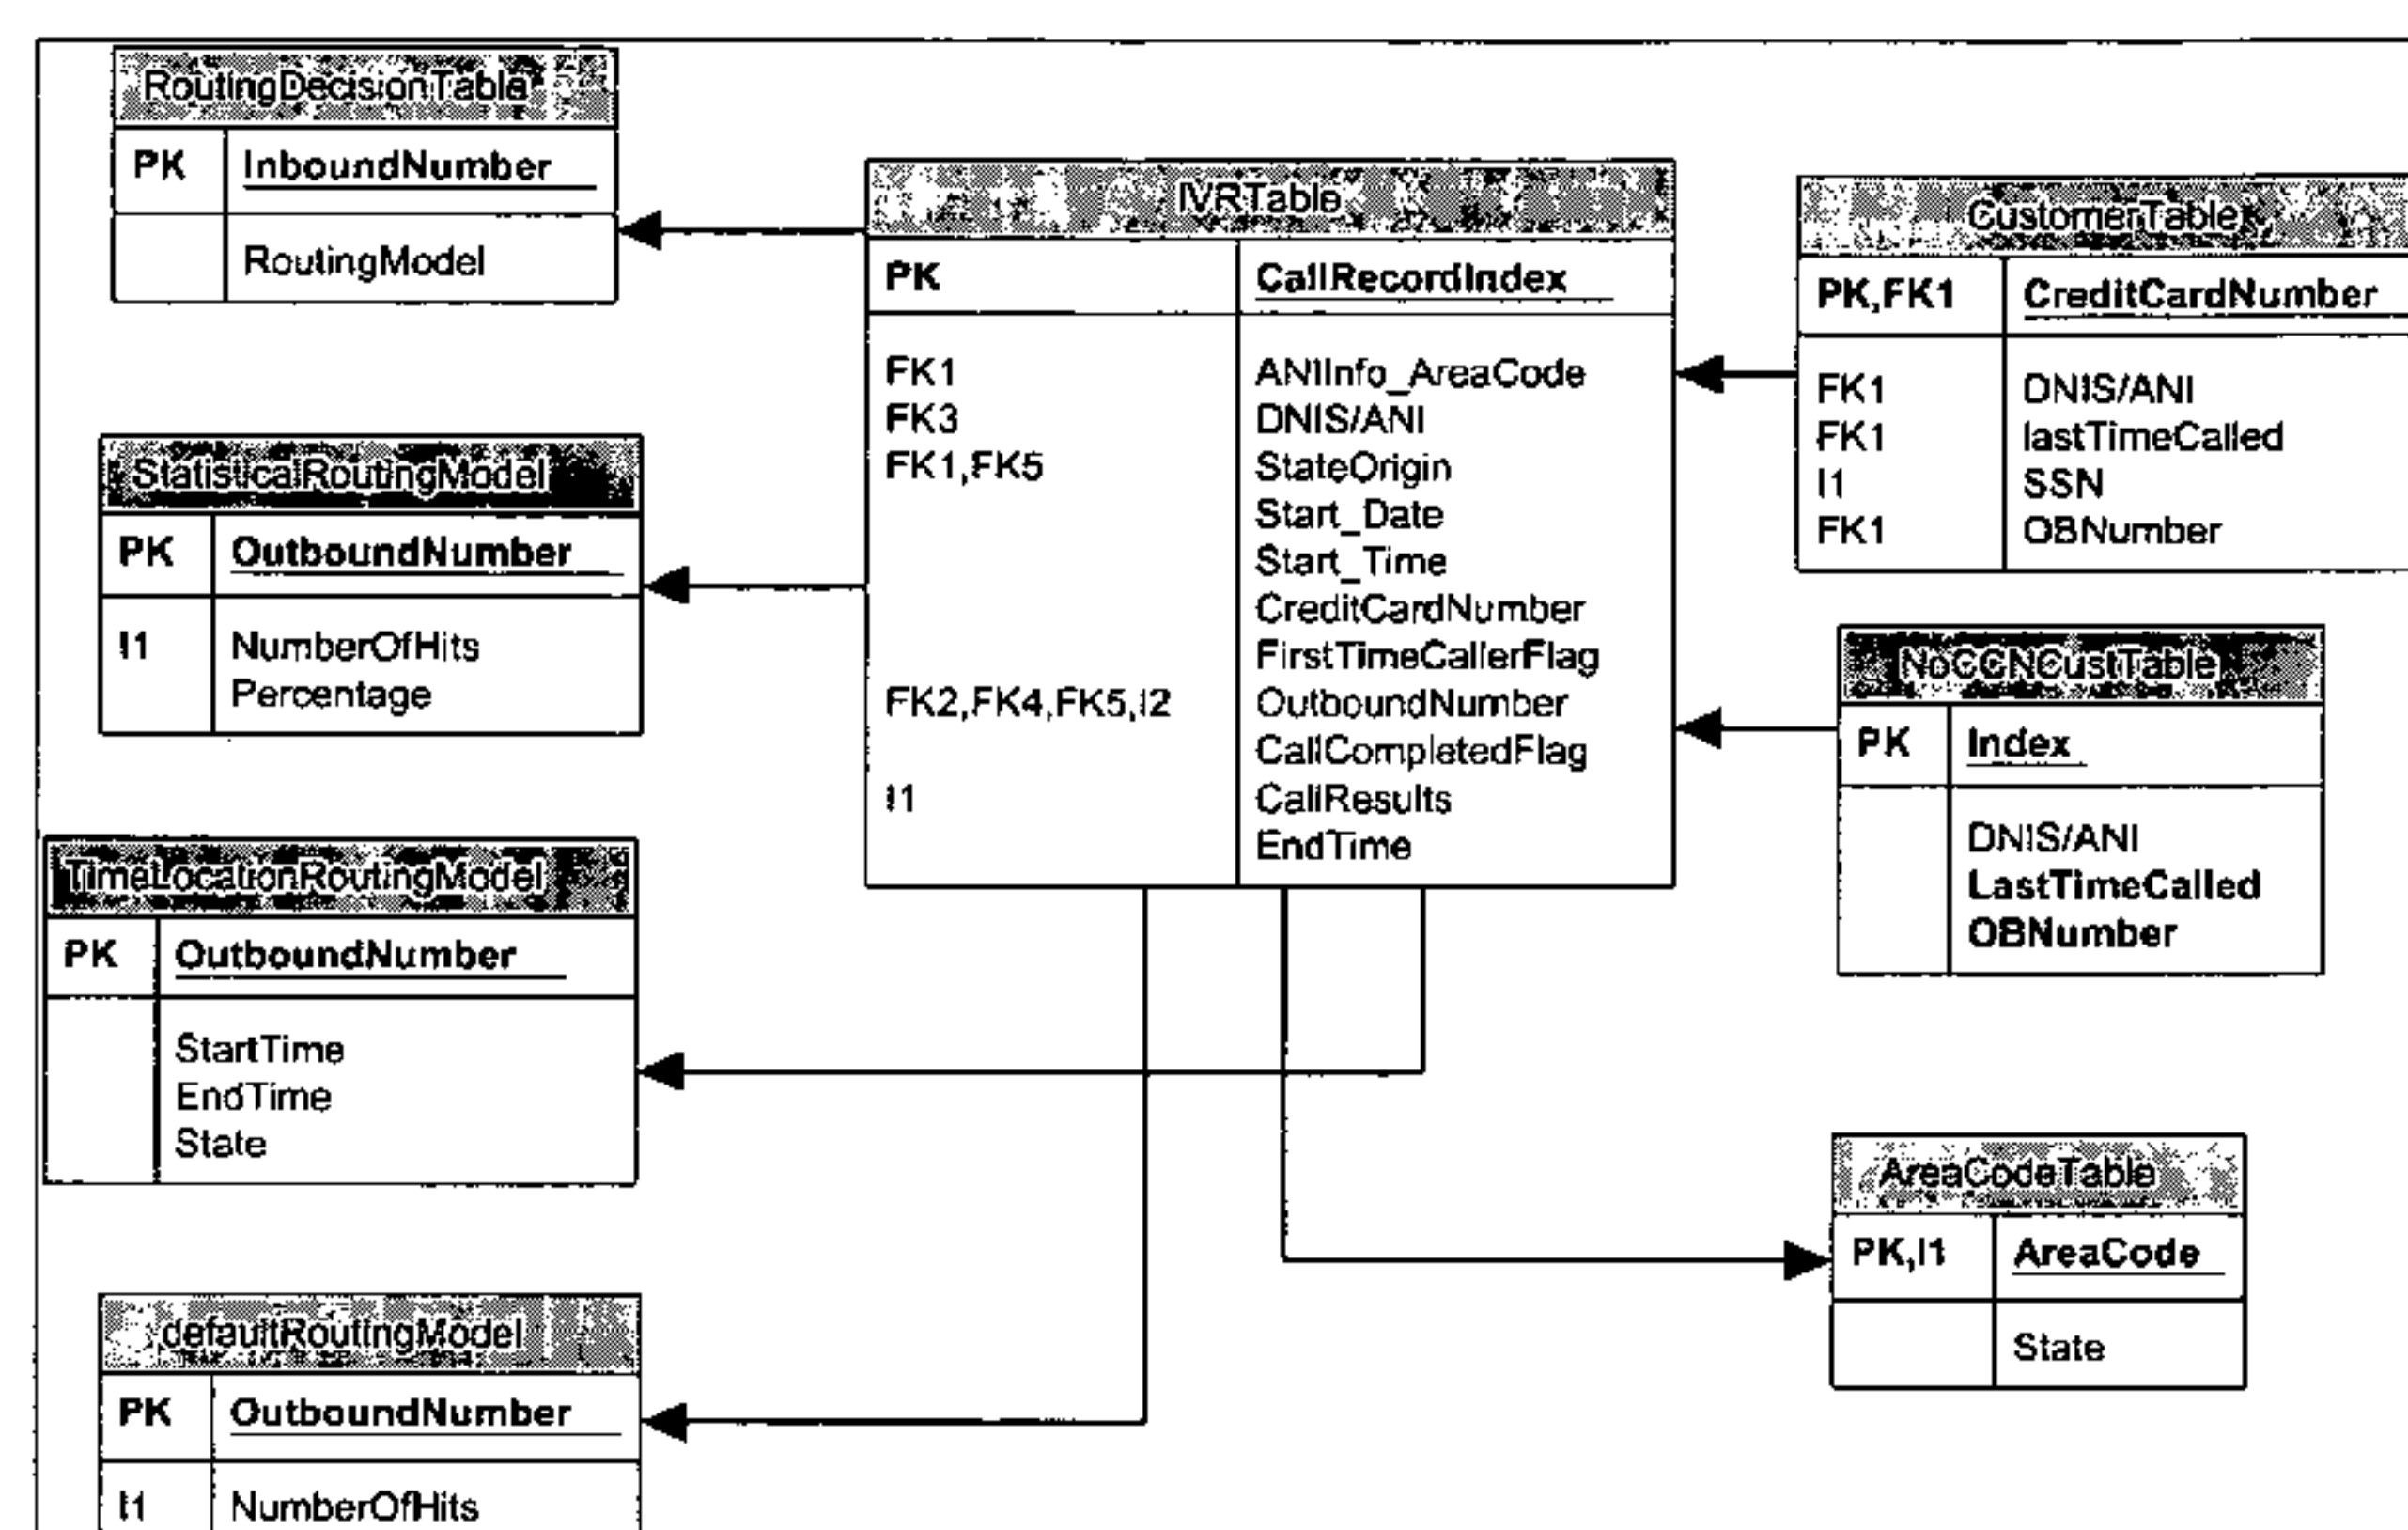 RoutingDecisionTable
PK InboundNumber
RoutingModel
StatisticalRoutingModel
PK OutboundNumber
I1 NumberOfHits
Percentage
TimeLocationRoutingModel
PK OutboundNumber
StartTime
EndTime
State
defaultRoutingModel
PK OutboundNumber
I1 NumberOfHits
IVRTable
PK CallRecordIndex
FK1 ANIInfo_AreaCode
FK3 DNIS/ANI
FK1,FK5 StateOrigin
Start_Date
Start_Time
CreditCardNumber
FirstTimeCallerFlag
FK2,FK4,FK5,I2 OutboundNumber
CallCompletedFlag
I1 CallResults
EndTime
CustomerTable
PK,FK1 CreditCardNumber
FK1 DNIS/ANI
FK1 lastTimeCalled
I1 SSN
FK1 OBNumber
NoCCNCustTable
PK Index
DNIS/ANI
LastTimeCalled
OBNumber
AreaCodeTable
PK,I1 AreaCode
State